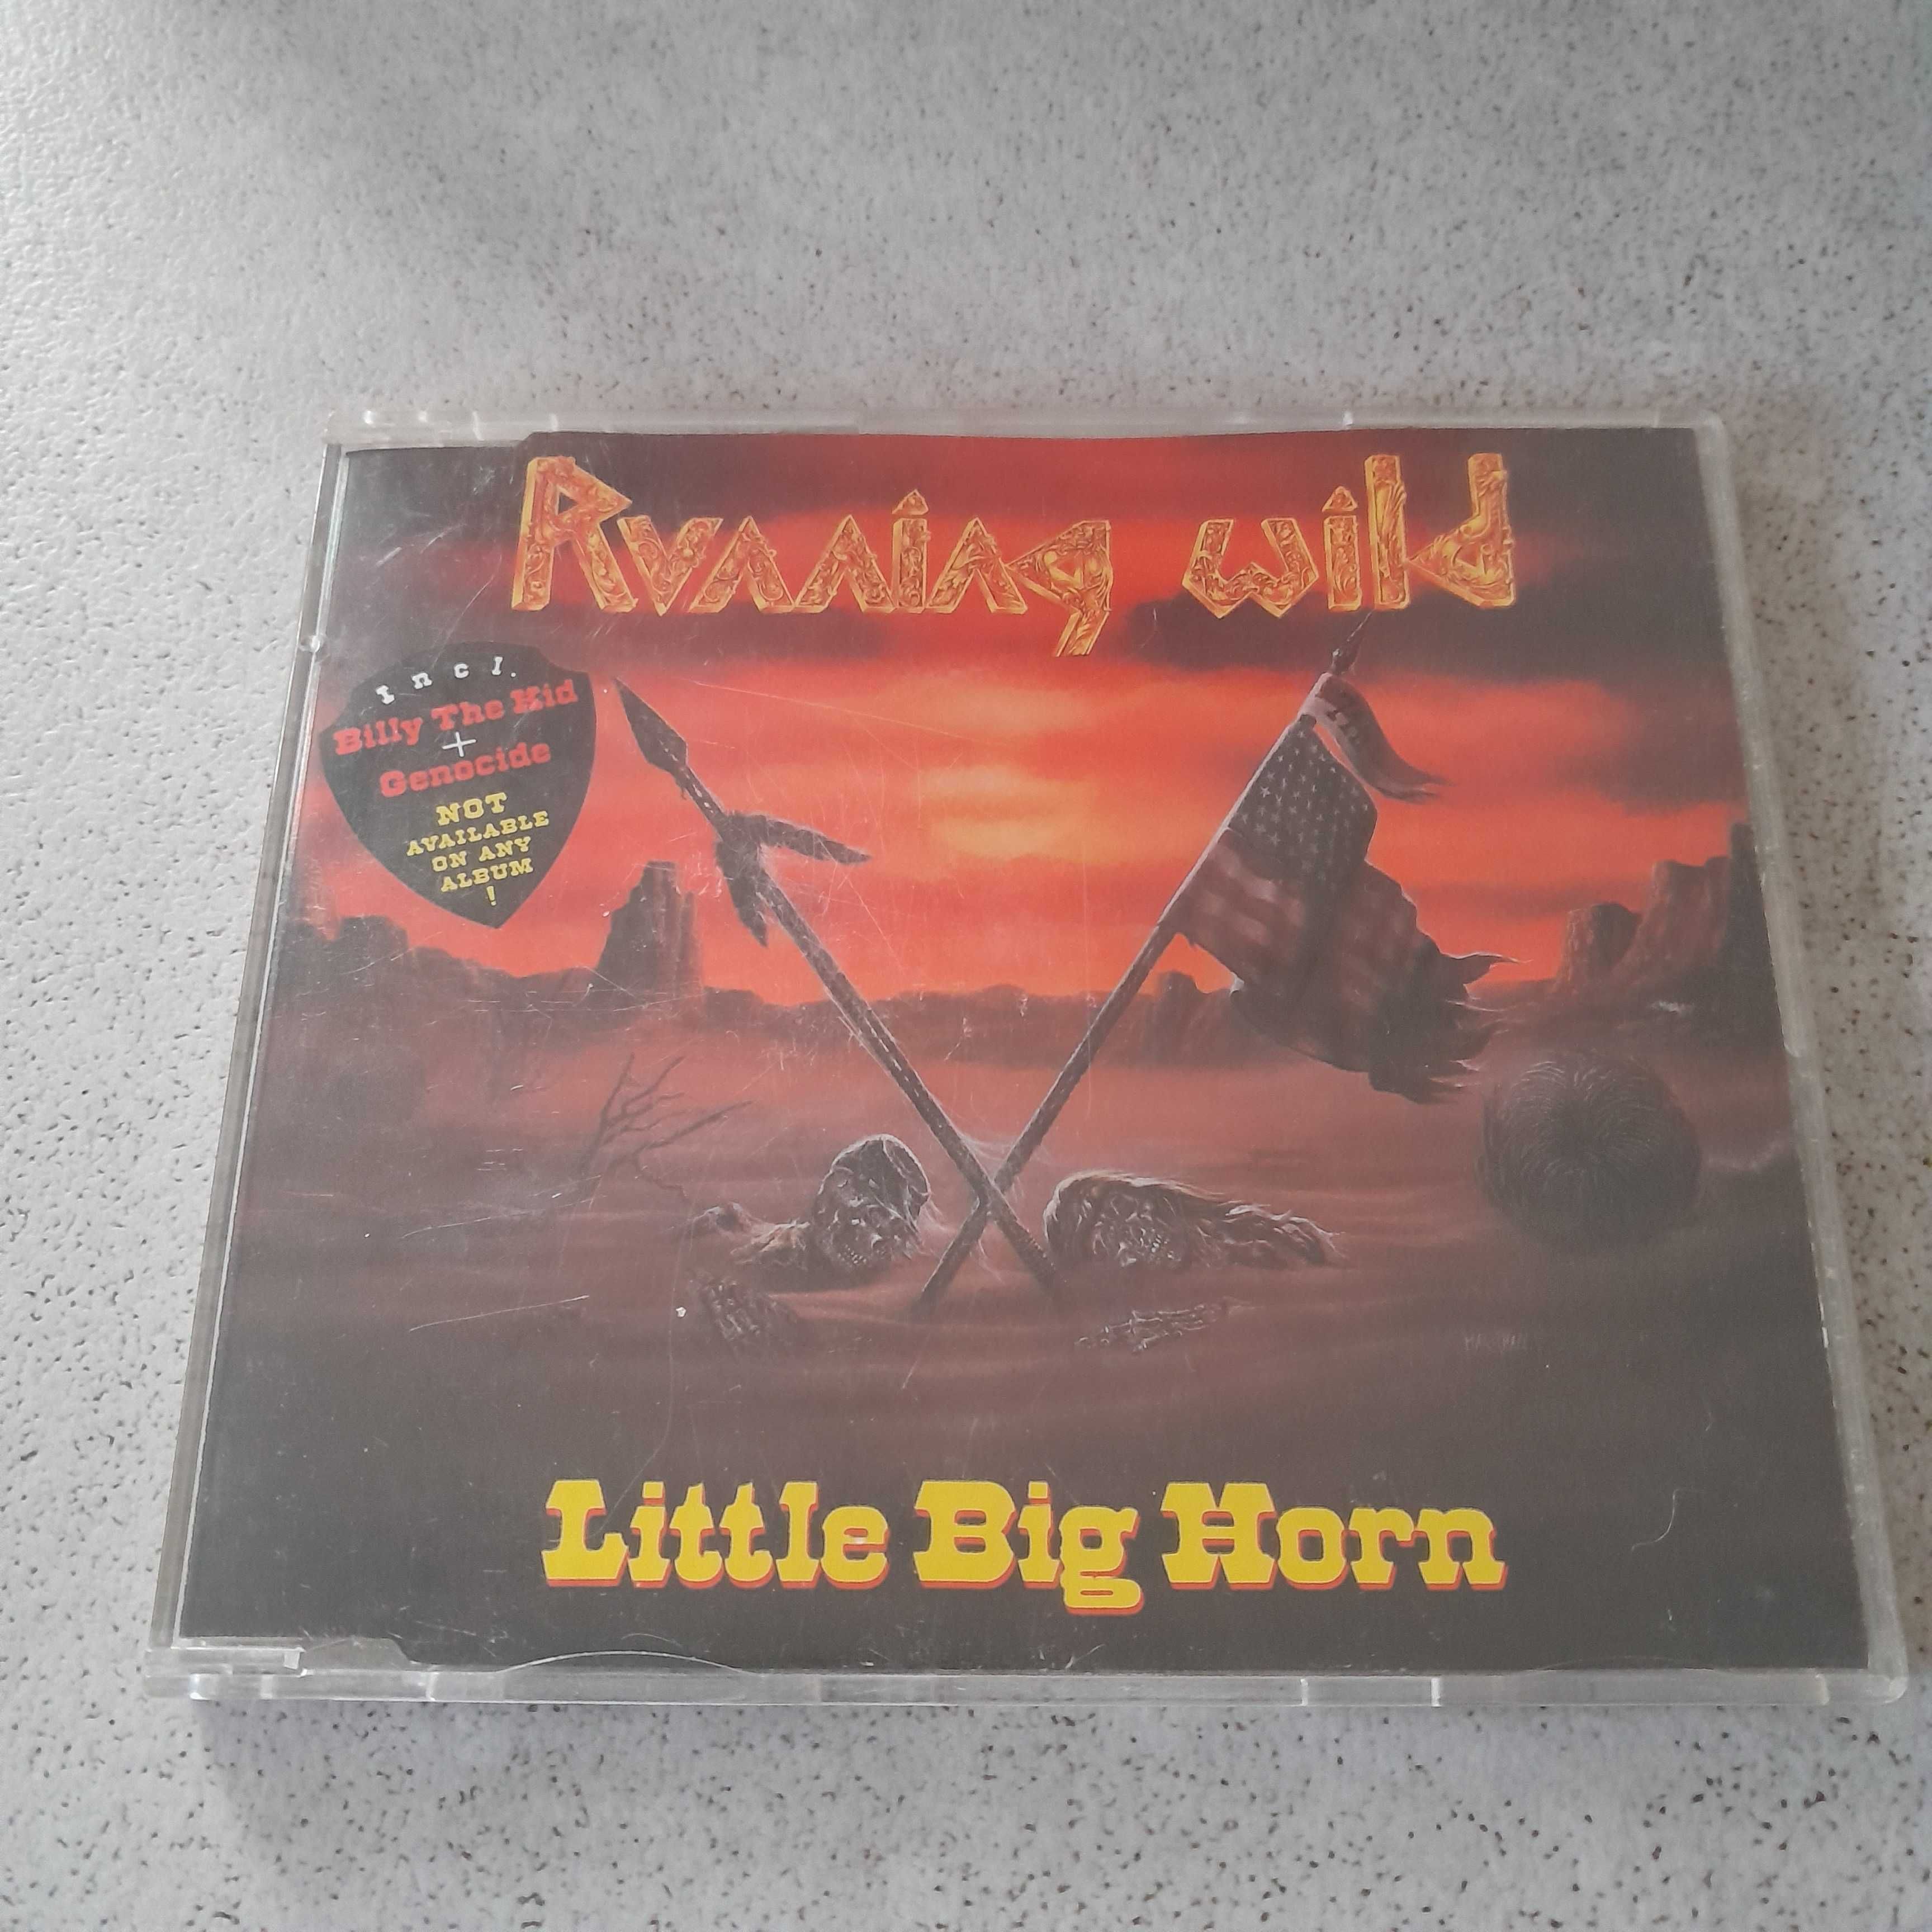 Running Wild
Incl.
Billy The Kid
+
Genocide
NOT
AVAILABLE
ON ANY
ALBUM
!
Little Big Horn